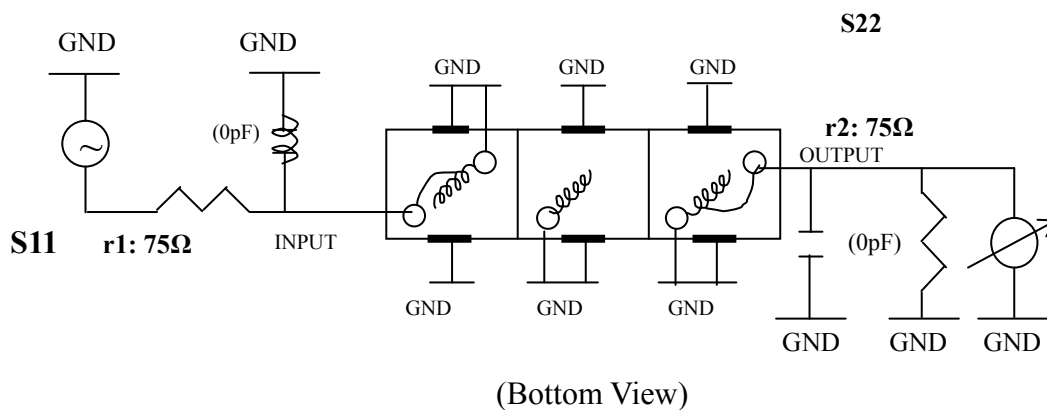 S22
GND
GND
GND
GND
GND
(0pF)
r2: 75Ω
OUTPUT
S11
r1: 75Ω
INPUT
(0pF)
GND
GND
GND
GND
GND
GND
(Bottom View)